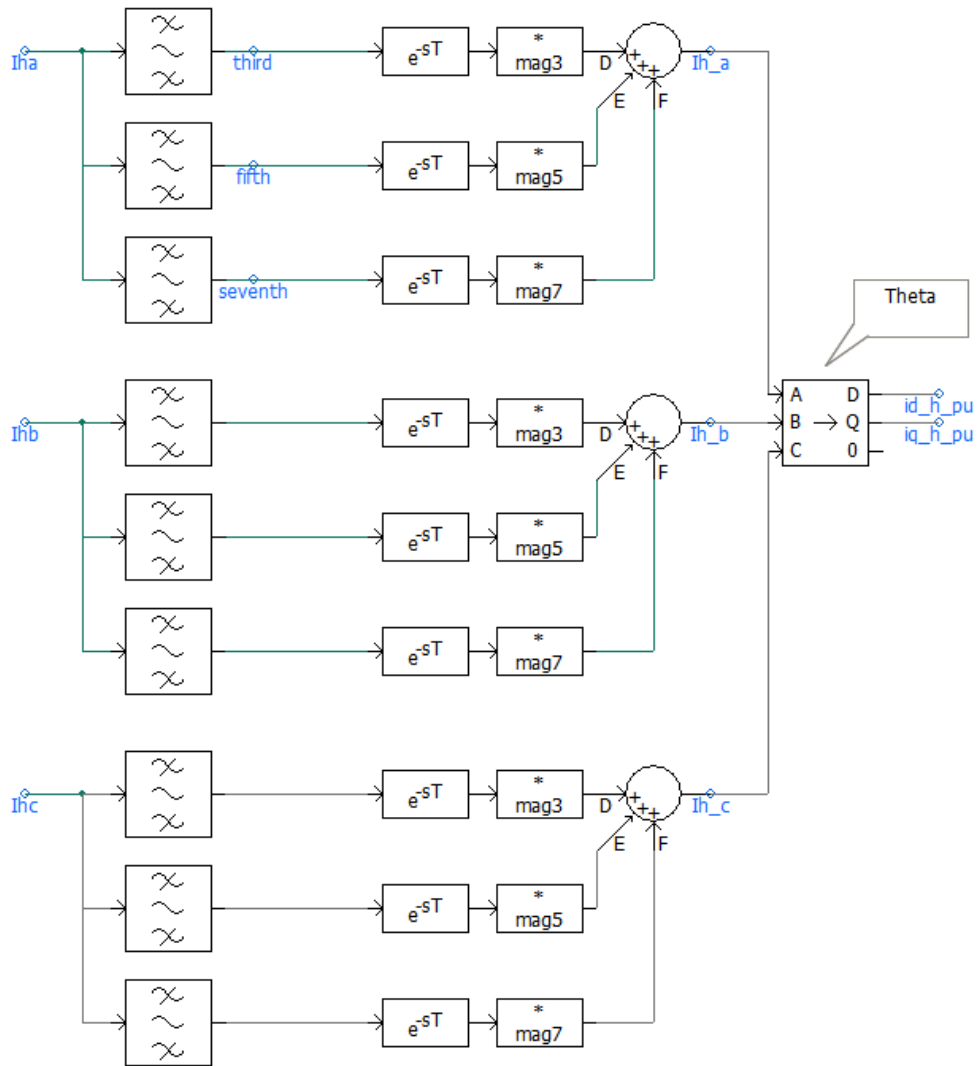 Iha
third
e-sT
*
mag3
D
+
+
+
Ih_a
E
F
fifth
e-sT
*
mag5
seventh
e-sT
*
mag7
Theta
A
B
C
D
Q
0
id_h_pu
iq_h_pu
Ihb
e-sT
*
mag3
D
+
+
+
Ih_b
E
F
e-sT
*
mag5
e-sT
*
mag7
Ihc
e-sT
*
mag3
D
+
+
+
Ih_c
E
F
e-sT
*
mag5
e-sT
*
mag7